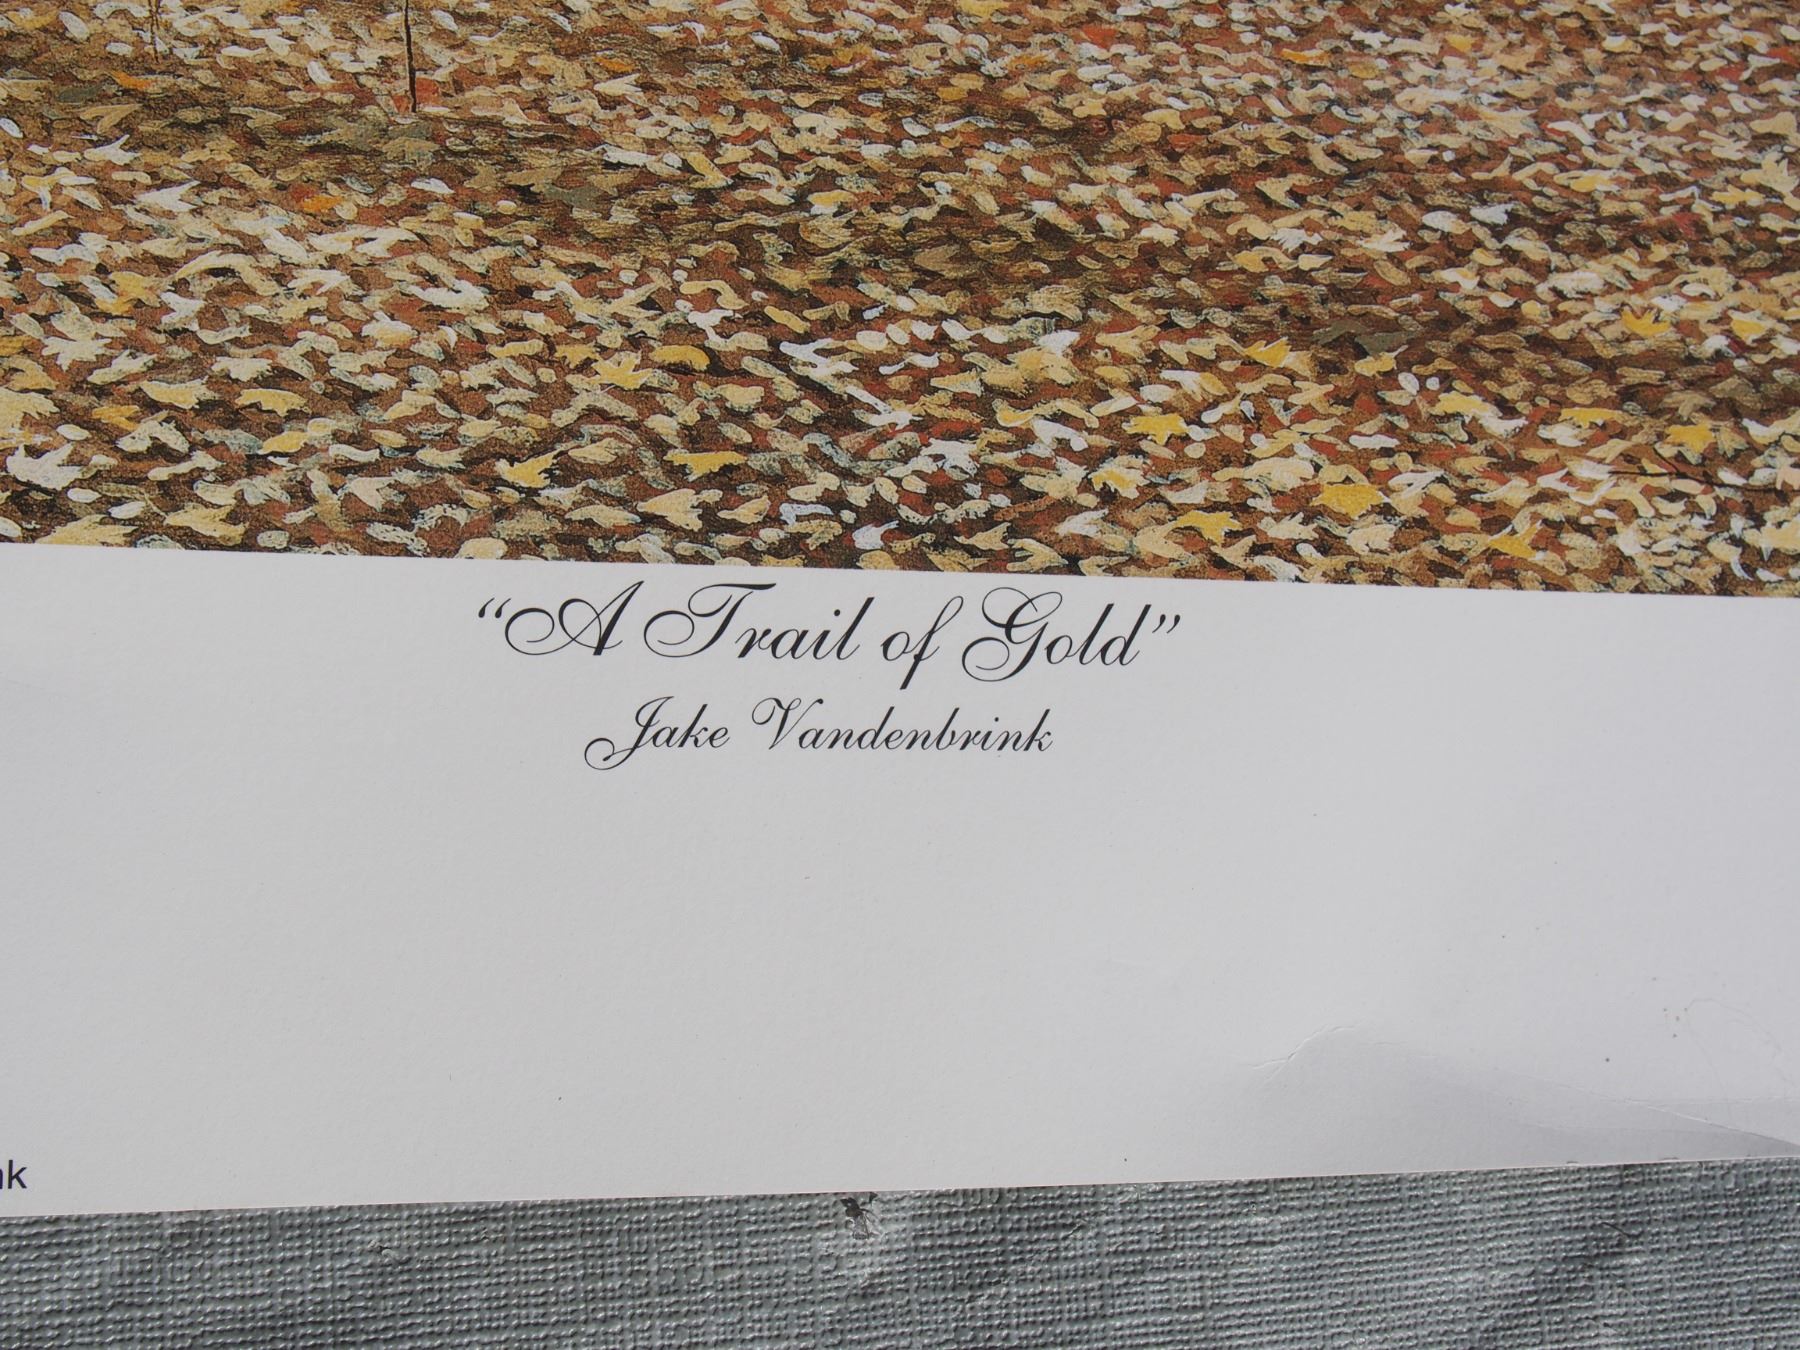 “A Trail of Gold”
Jake Vandenbrink